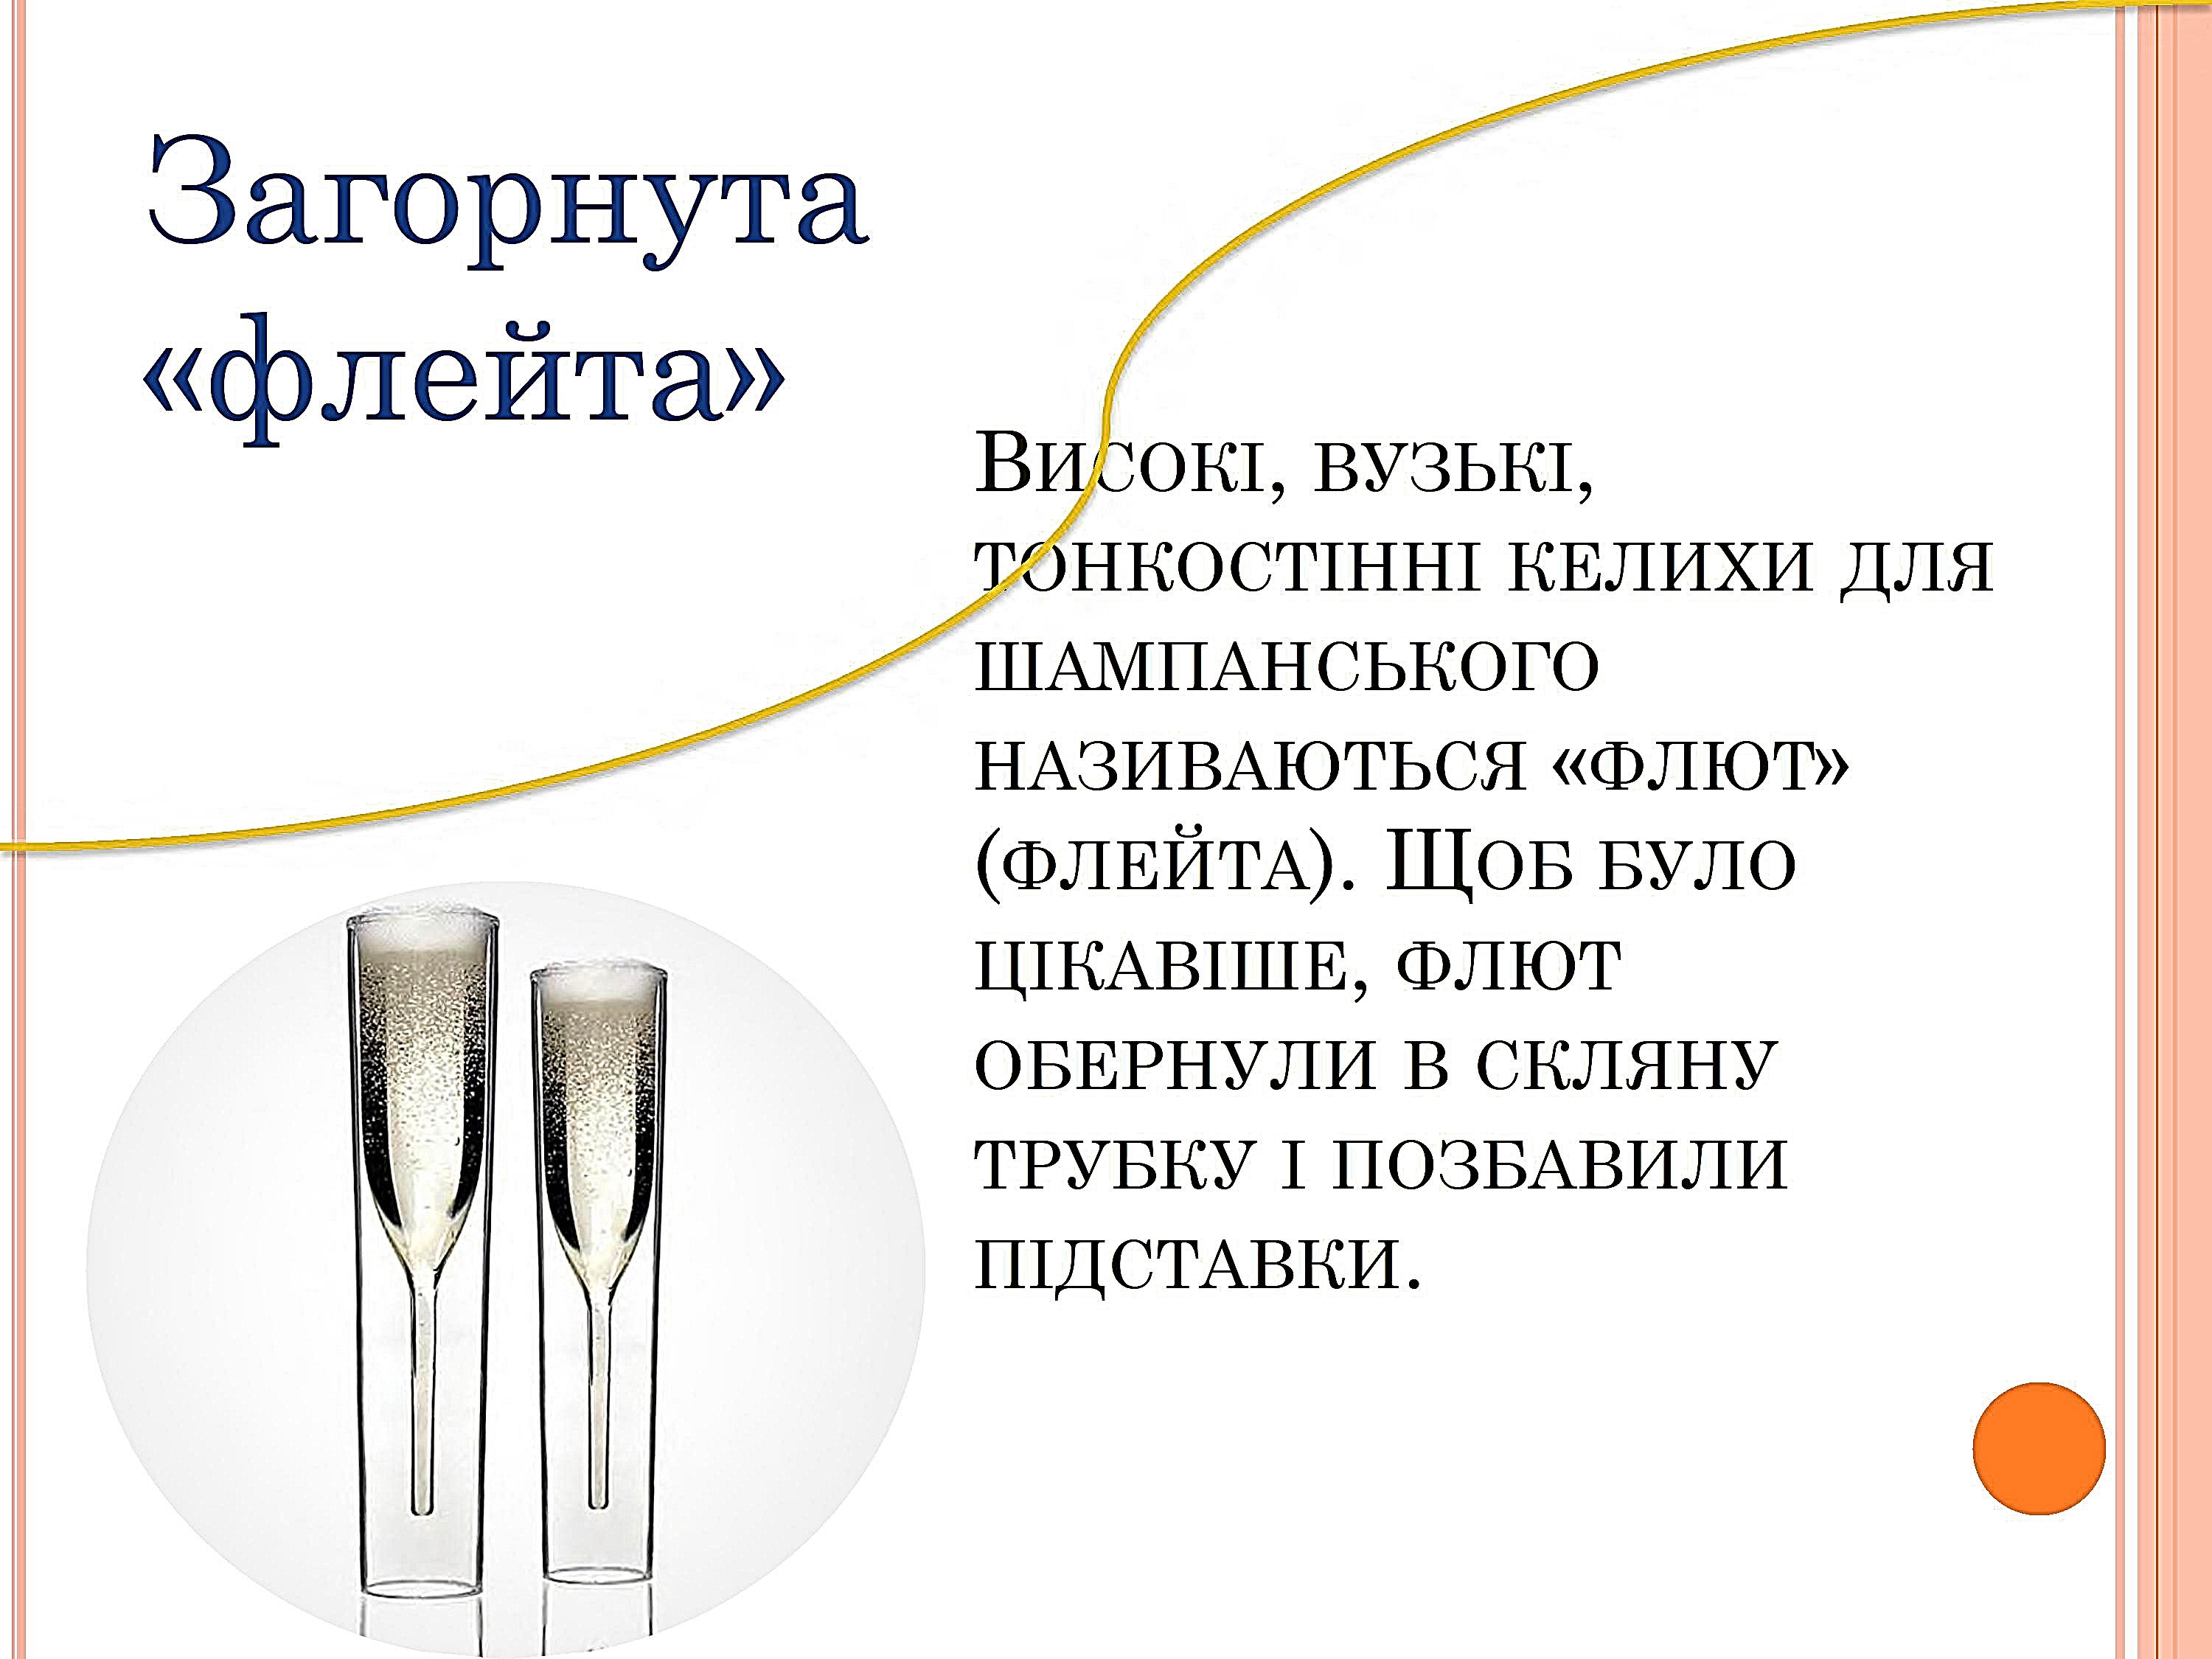 Загорнута
«флейта»
Високі, вузькі,
тонкостінні келихи для
шампанського
називаються «флют»
(флейта). Щоб було
цікавіше, флют
обернули в скляну
трубку і позбавили
підставки.